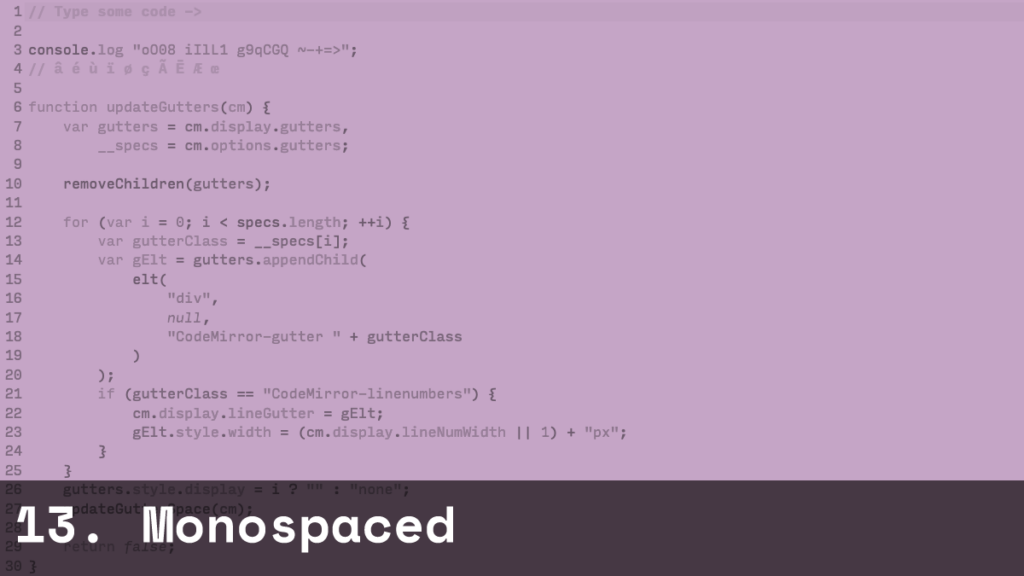 1 // Type some code ->
2
3 console.log "oO08 iIlL1 g9qCGQ ~-+=>";
4 // â é ù ï ø ç Ã Ē Æ œ
5
6 function updateGutters(cm) {
7 var gutters = cm.display.gutters,
8 __specs = cm.options.gutters;
9
10 removeChildren(gutters);
11
12 for (var i = 0; i < specs.length; ++i) {
13 var gutterClass = __specs[i];
14 var gElt = gutters.appendChild(
15 elt(
16 "div",
17 null,
18 "CodeMirror-gutter " + gutterClass
19 )
20 );
21 if (gutterClass == "CodeMirror-linenumbers") {
22 cm.display.lineGutter = gElt;
23 gElt.style.width = (cm.display.lineNumWidth || 1) + "px";
24 }
25 }
26 gutters.style.display = i ? "" : "none";
27 updateGutterSpace(cm);
28
29 return false;
30 }
13. Monospaced